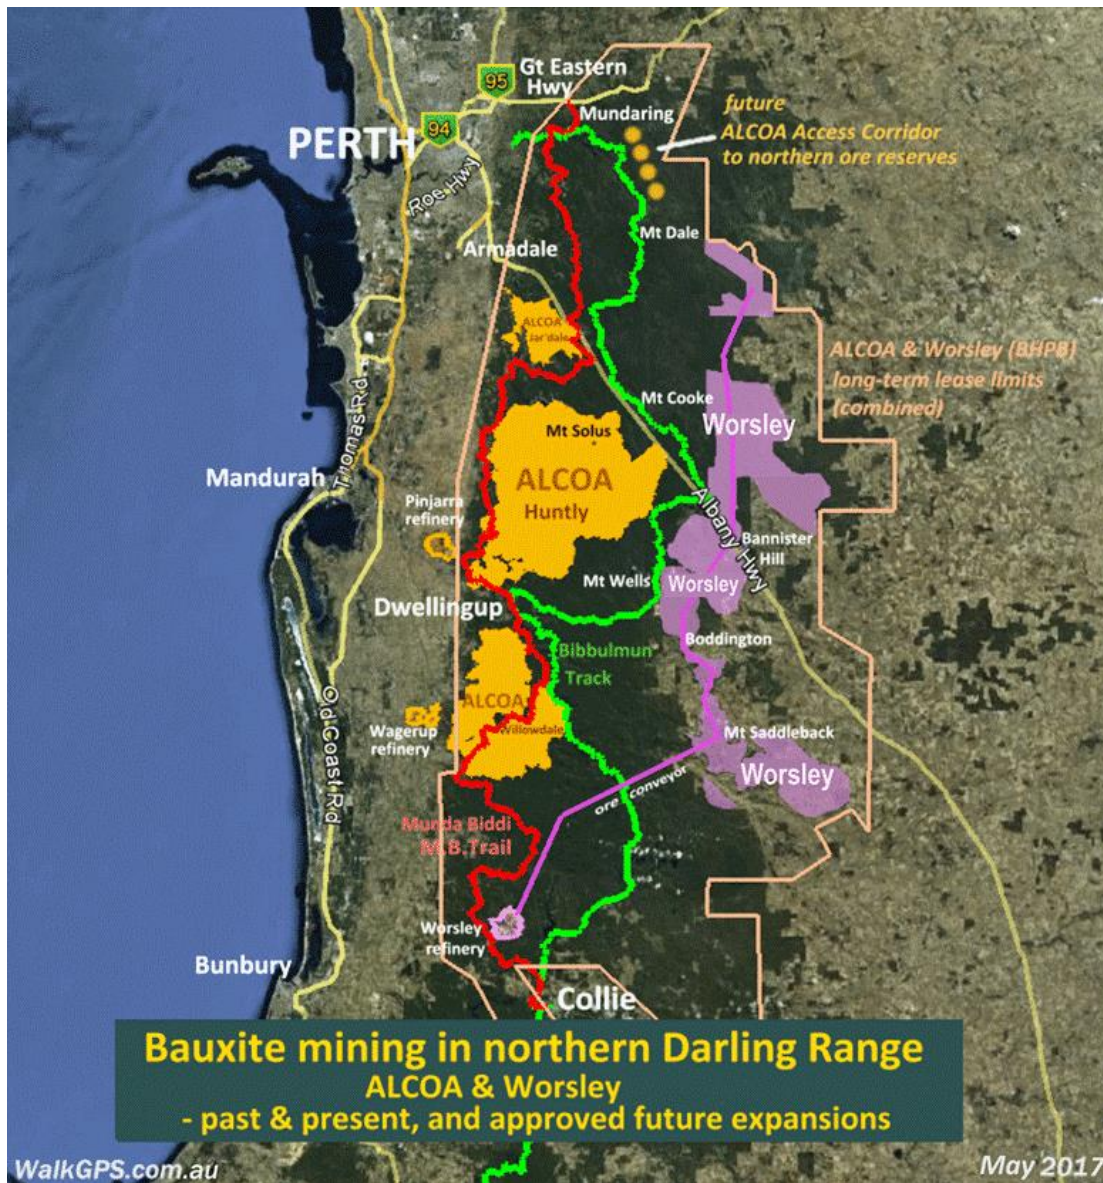 95
Gt Eastern
Hwy
Mundaring
future
ALCOA Access Corridor
to northern ore reserves
PERTH
94
Roe Hwy
Armadale
Mt Dale
ALCOA
Jar'dale
ALCOA & Worsley (BHPB)
long-term lease limits
(combined)
Mt Cooke
Worsley
Mt Solus
ALCOA
Huntly
Mandurah
Thomas Rd
Pinjarra
refinery
Albany Hwy
Bannister
Hill
Mt Wells
Worsley
Dwellingup
Boddington
Bibbulmun
Track
ALCOA
Willowdale
Wagerup
refinery
Old Coast Rd
Mt Saddleback
Worsley
ore conveyor
Munda Biddi
M.B.Trail
Worsley
refinery
Bunbury
Collie
Bauxite mining in northern Darling Range
ALCOA & Worsley
- past & present, and approved future expansions
WalkGPS.com.au
May 2017